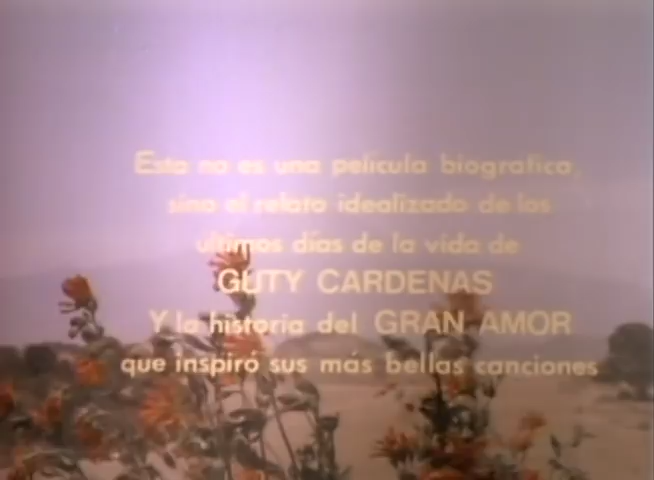 Esta no es una pelicula biografica,
sino el relato idealizado de los
ultimos días de la vida de
GUTY CARDENAS
Y la historia del GRAN AMOR
que inspiró sus más bellas canciones